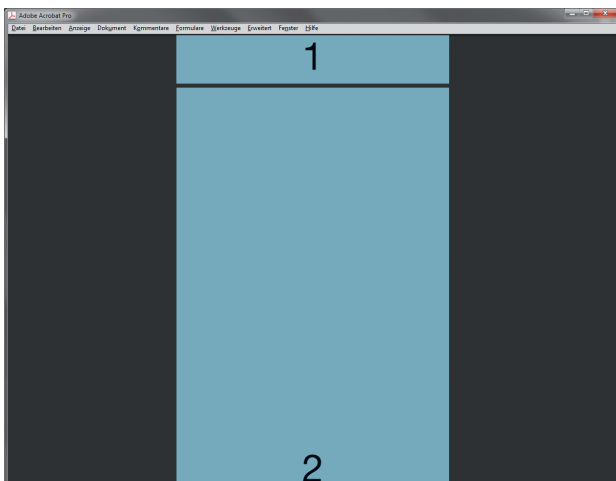 Adobe Acrobat Pro
Datei Bearbeiten Anzeige Dokument Kommentare Formulare Werkzeuge Erweitert Fenster Hilfe
1
2